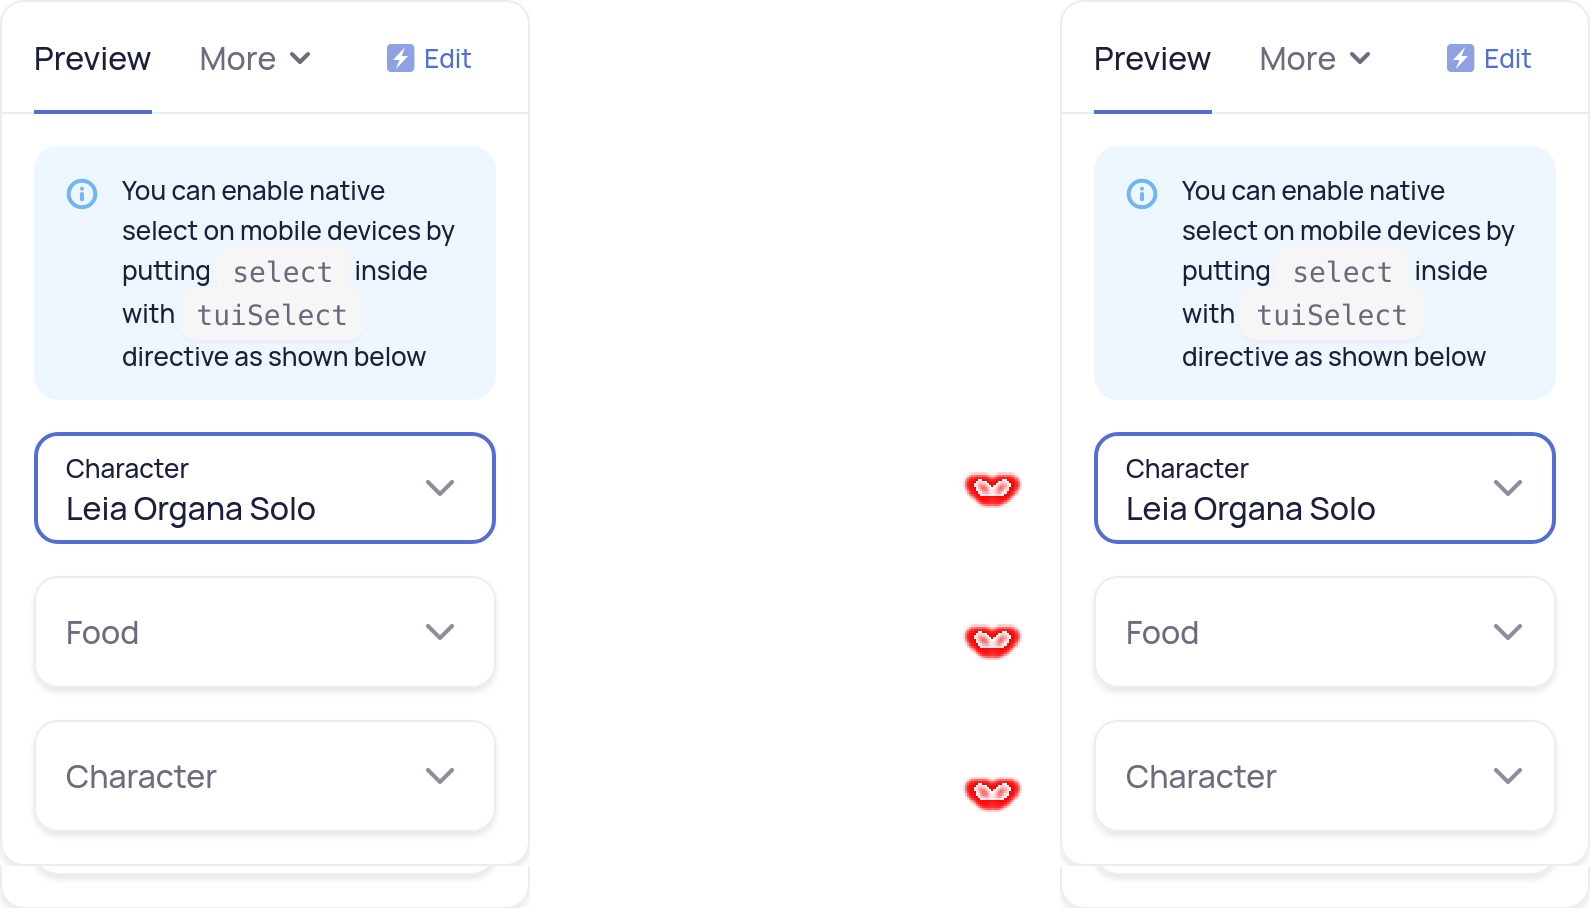 Preview More Edit
You can enable native
select on mobile devices by
putting select inside
with tuiSelect
directive as shown below
Character
Leia Organa Solo
Food
Character
Preview More Edit
You can enable native
select on mobile devices by
putting select inside
with tuiSelect
directive as shown below
Character
Leia Organa Solo
Food
Character